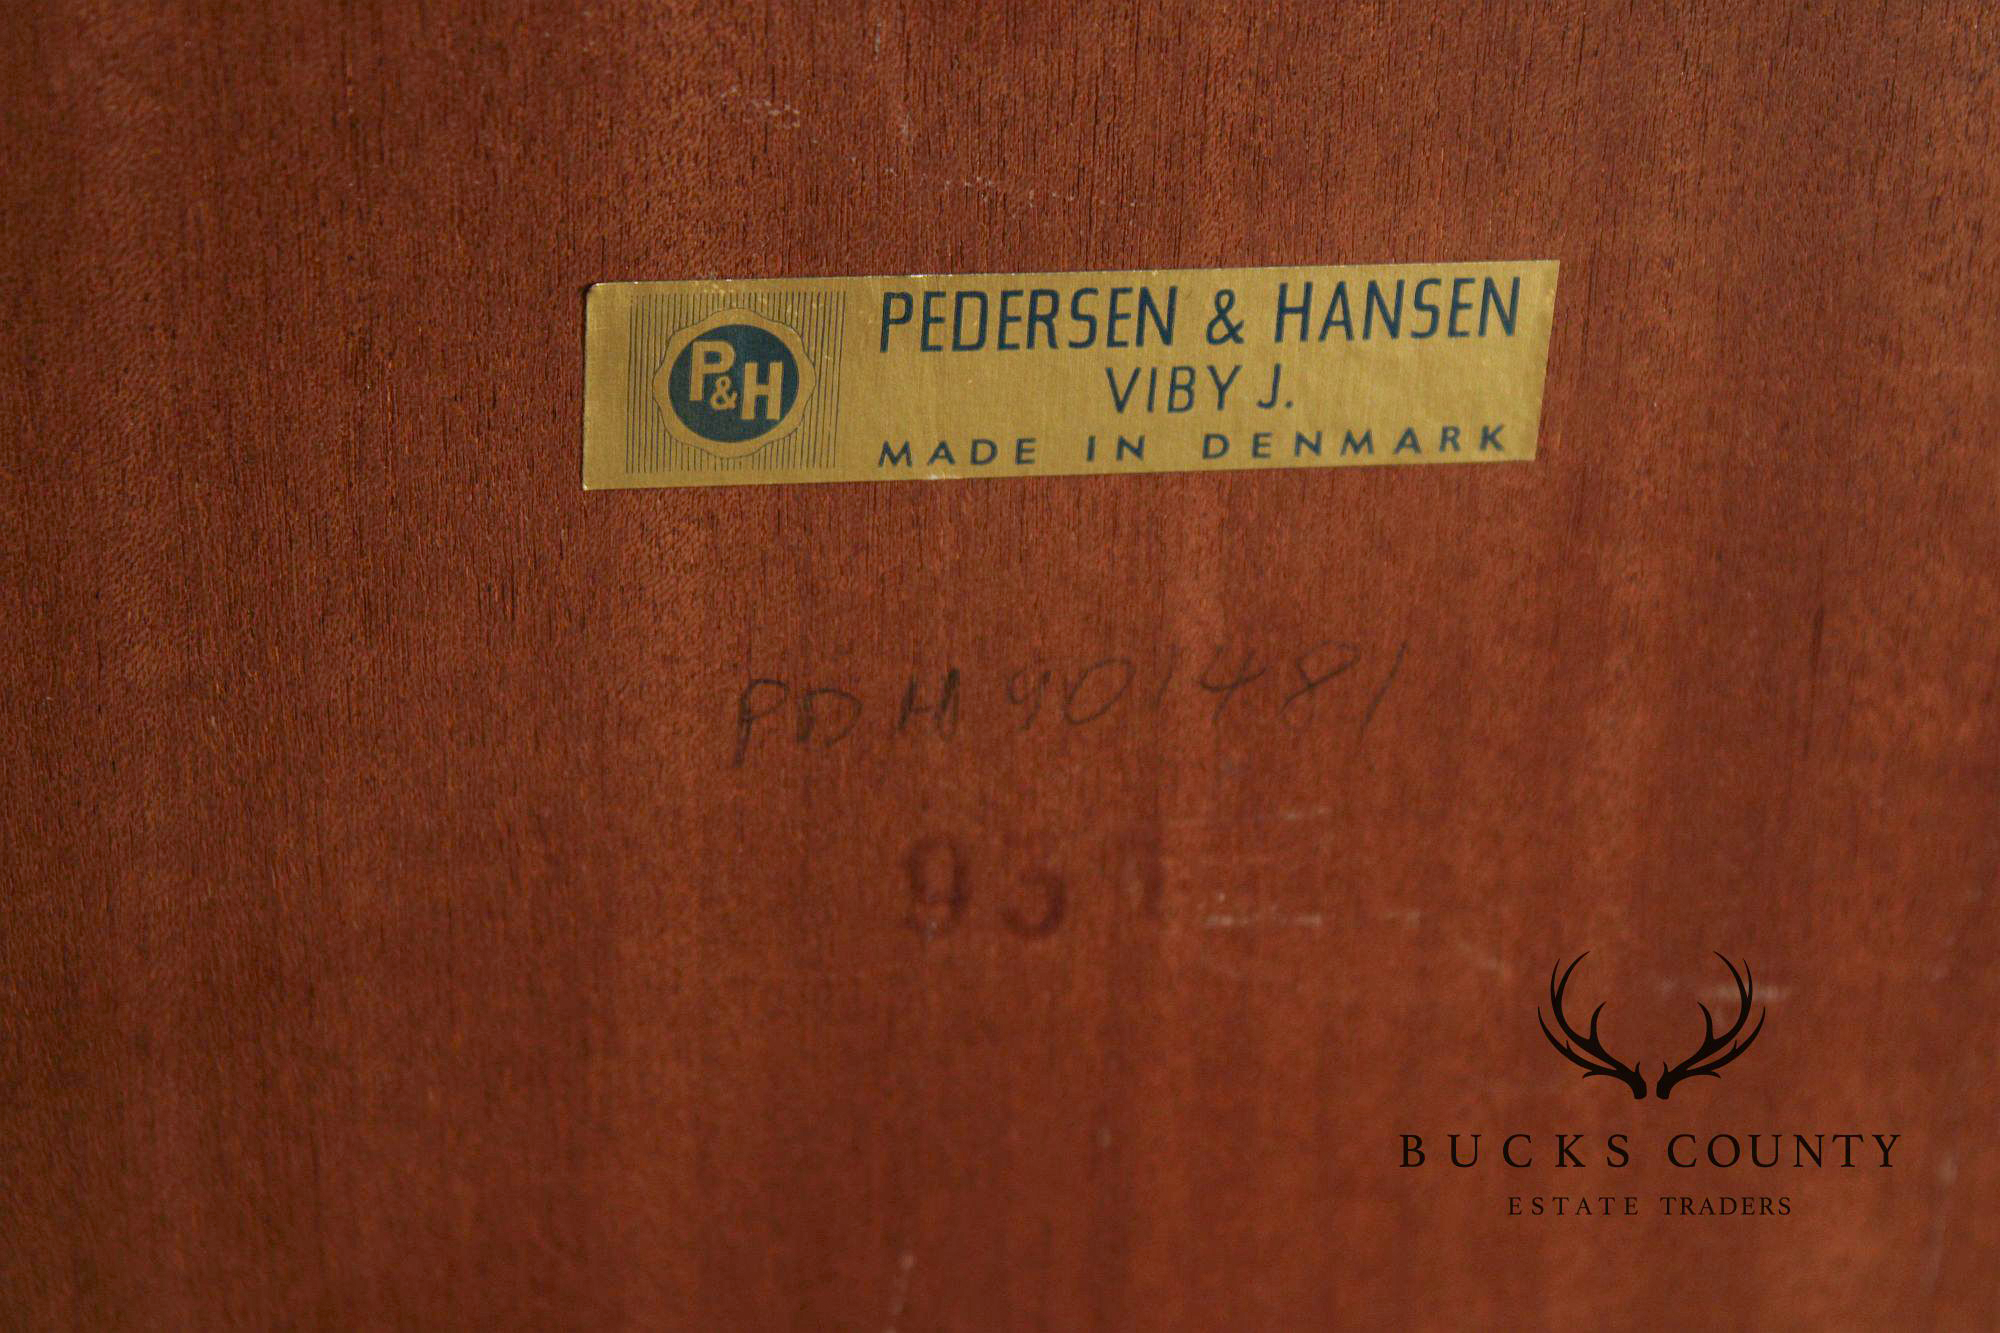 P&H
PEDERSEN & HANSEN
VIBY J.
MADE IN DENMARK
PDH 901481
BUCKS COUNTY
ESTATE TRADERS